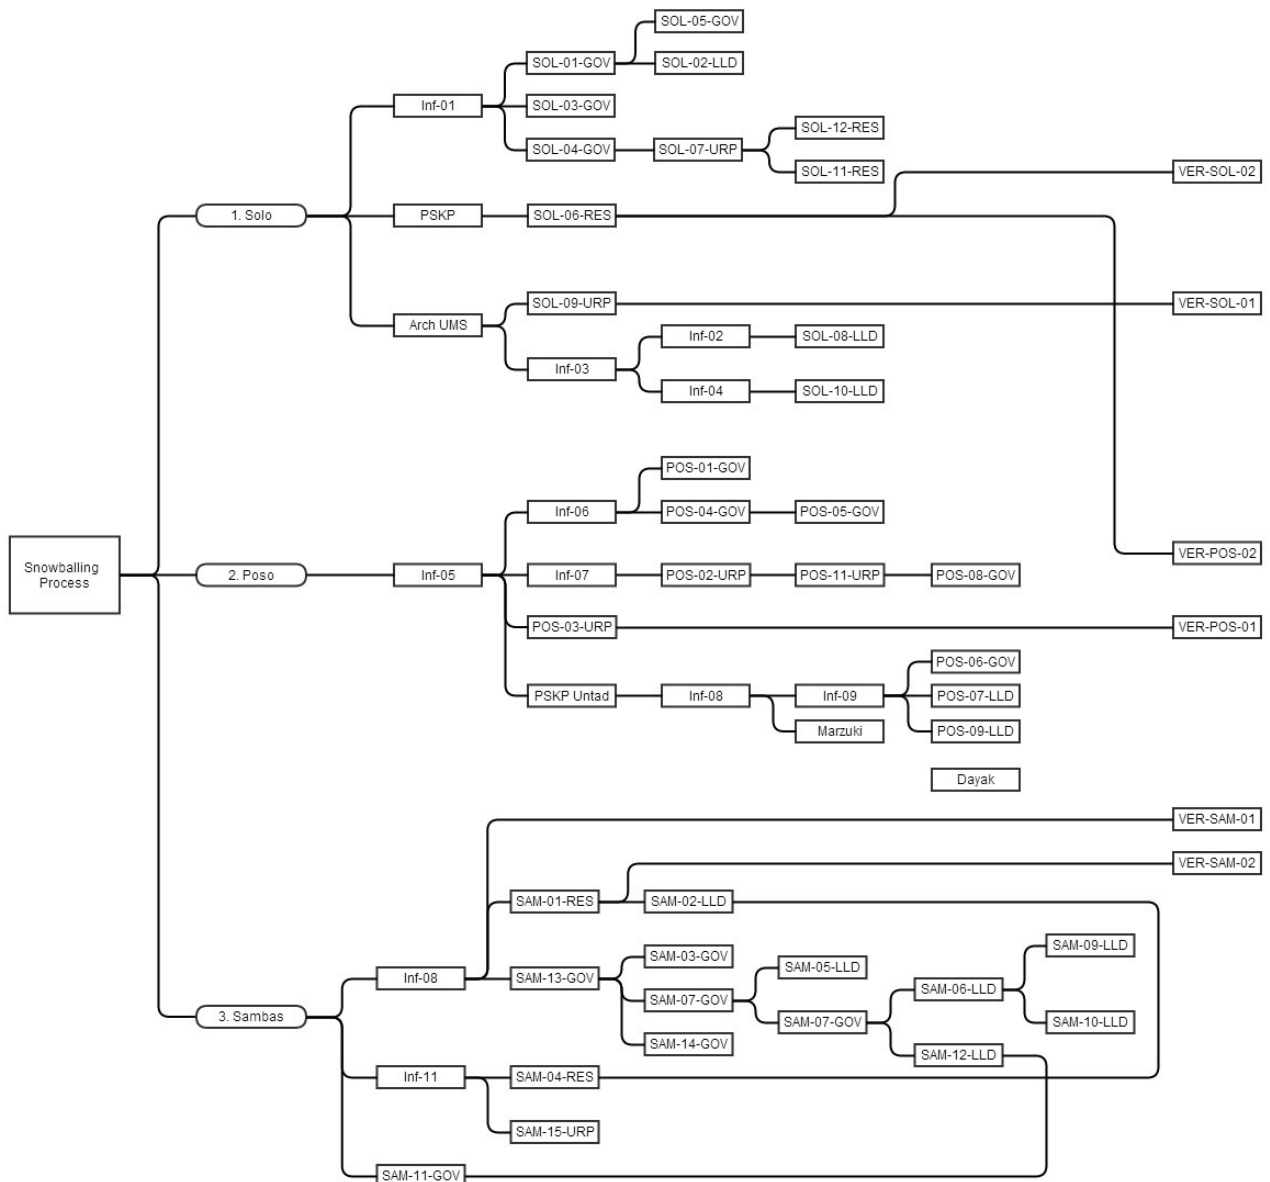 SOL-05-GOV
SOL-01-GOV
SOL-02-LLD
Inf-01
SOL-03-GOV
SOL-12-RES
SOL-04-GOV
SOL-07-URP
SOL-11-RES
VER-SOL-02
1. Solo
PSKP
SOL-06-RES
SOL-09-URP
VER-SOL-01
Arch UMS
Inf-02
SOL-08-LLD
Inf-03
Inf-04
SOL-10-LLD
POS-01-GOV
Inf-06
POS-04-GOV
POS-05-GOV
VER-POS-02
Snowballing
Process
2. Poso
Inf-05
Inf-07
POS-02-URP
POS-11-URP
POS-08-GOV
POS-03-URP
VER-POS-01
POS-06-GOV
PSKP Untad
Inf-08
Inf-09
POS-07-LLD
Marzuki
POS-09-LLD
Dayak
VER-SAM-01
VER-SAM-02
SAM-01-RES
SAM-02-LLD
SAM-09-LLD
SAM-03-GOV
SAM-05-LLD
Inf-08
SAM-13-GOV
SAM-06-LLD
SAM-07-GOV
3. Sambas
SAM-07-GOV
SAM-10-LLD
SAM-14-GOV
SAM-12-LLD
Inf-11
SAM-04-RES
SAM-15-URP
SAM-11-GOV